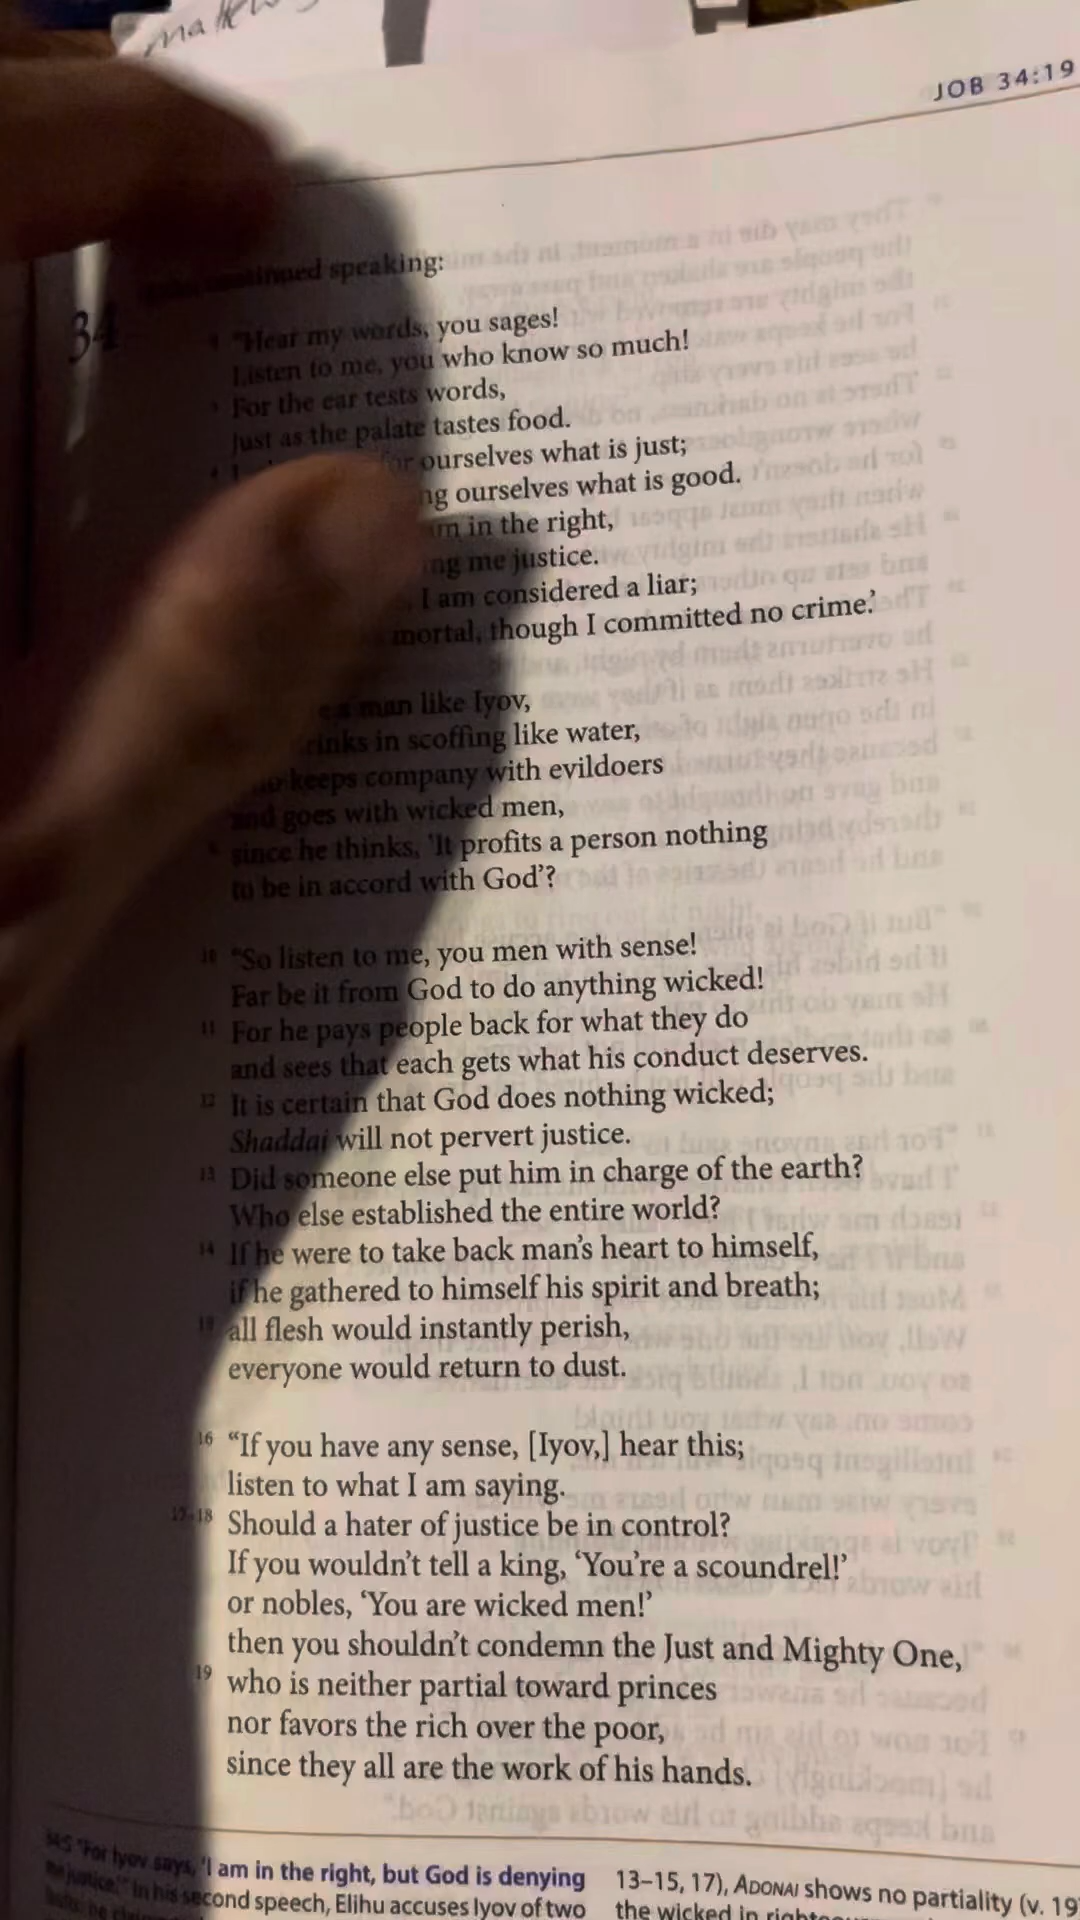 JOB 34:19
continued speaking:
34
"Hear my words, you sages!
Listen to me, you who know so much!
3 For the ear tests words,
just as the palate tastes food.
ourselves what is just;
ourselves what is good.
in the right,
me justice.
I am considered a liar;
mortal, though I committed no crime.'
man like Iyov,
in scoffing like water,
keeps company with evildoers
and goes with wicked men,
9 since he thinks, 'It profits a person nothing
to be in accord with God'?
10 "So listen to me, you men with sense!
Far be it from God to do anything wicked!
11 For he pays people back for what they do
and sees that each gets what his conduct deserves.
12 It is certain that God does nothing wicked;
Shaddai will not pervert justice.
13 Did someone else put him in charge of the earth?
Who else established the entire world?
14 If he were to take back man's heart to himself,
if he gathered to himself his spirit and breath;
15 all flesh would instantly perish,
everyone would return to dust.
16 "If you have any sense, [Iyov,] hear this;
listen to what I am saying.
17-18 Should a hater of justice be in control?
If you wouldn't tell a king, 'You're a scoundrel!'
or nobles, 'You are wicked men!'
then you shouldn't condemn the Just and Mighty One,
19 who is neither partial toward princes
nor favors the rich over the poor,
since they all are the work of his hands.
34:5 "For Iyov says, 'I am in the right, but God is denying
me justice.'" In his second speech, Elihu accuses Iyov of two
13–15, 17), ADONAI shows no partiality (v. 19
the wicked in